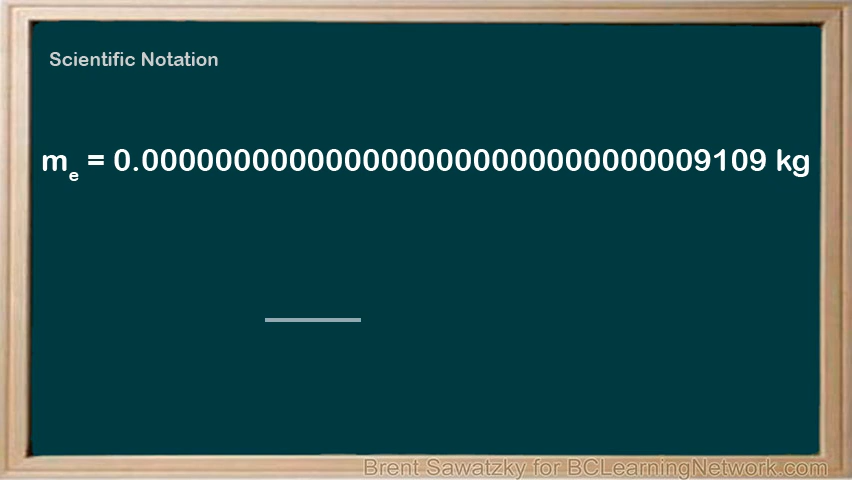 Scientific Notation
mₑ = 0.0000000000000000000000000000009109 kg
Brent Sawatzky for BCLearningNetwork.com